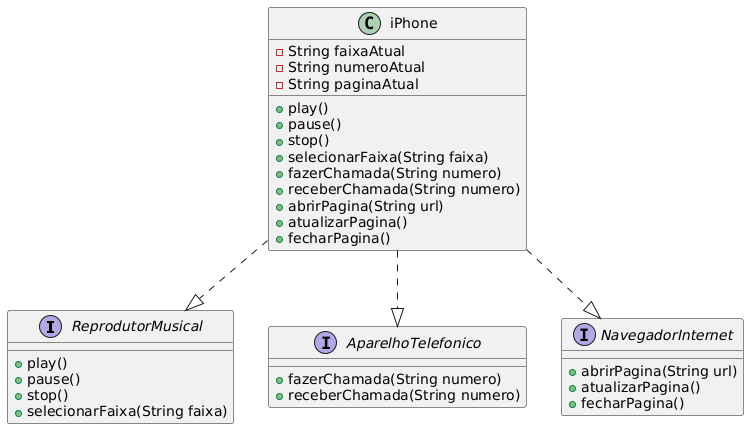 C iPhone
String faixaAtual
String numeroAtual
String paginaAtual
play()
pause()
stop()
selecionarFaixa(String faixa)
fazerChamada(String numero)
receberChamada(String numero)
abrirPagina(String url)
atualizarPagina()
fecharPagina()
I ReprodutorMusical
play()
pause()
stop()
selecionarFaixa(String faixa)
I AparelhoTelefonico
fazerChamada(String numero)
receberChamada(String numero)
I NavegadorInternet
abrirPagina(String url)
atualizarPagina()
fecharPagina()